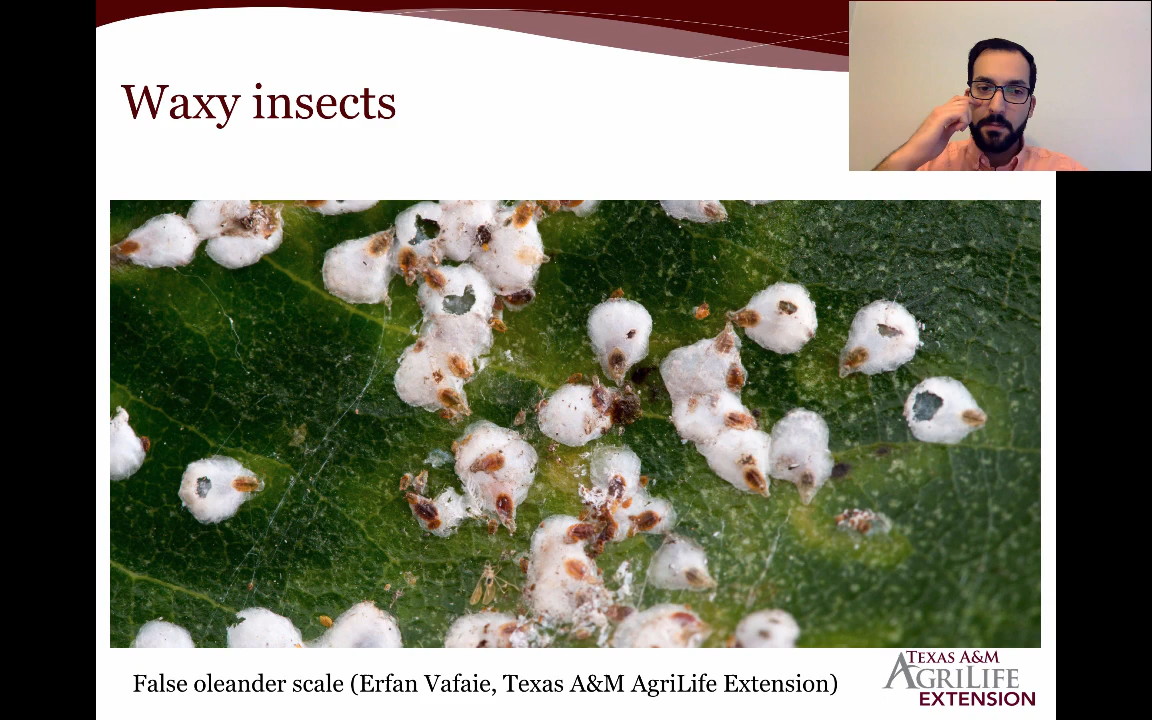 Waxy insects
False oleander scale (Erfan Vafaie, Texas A&M AgriLife Extension)
TEXAS A&M
AGRILIFE
EXTENSION